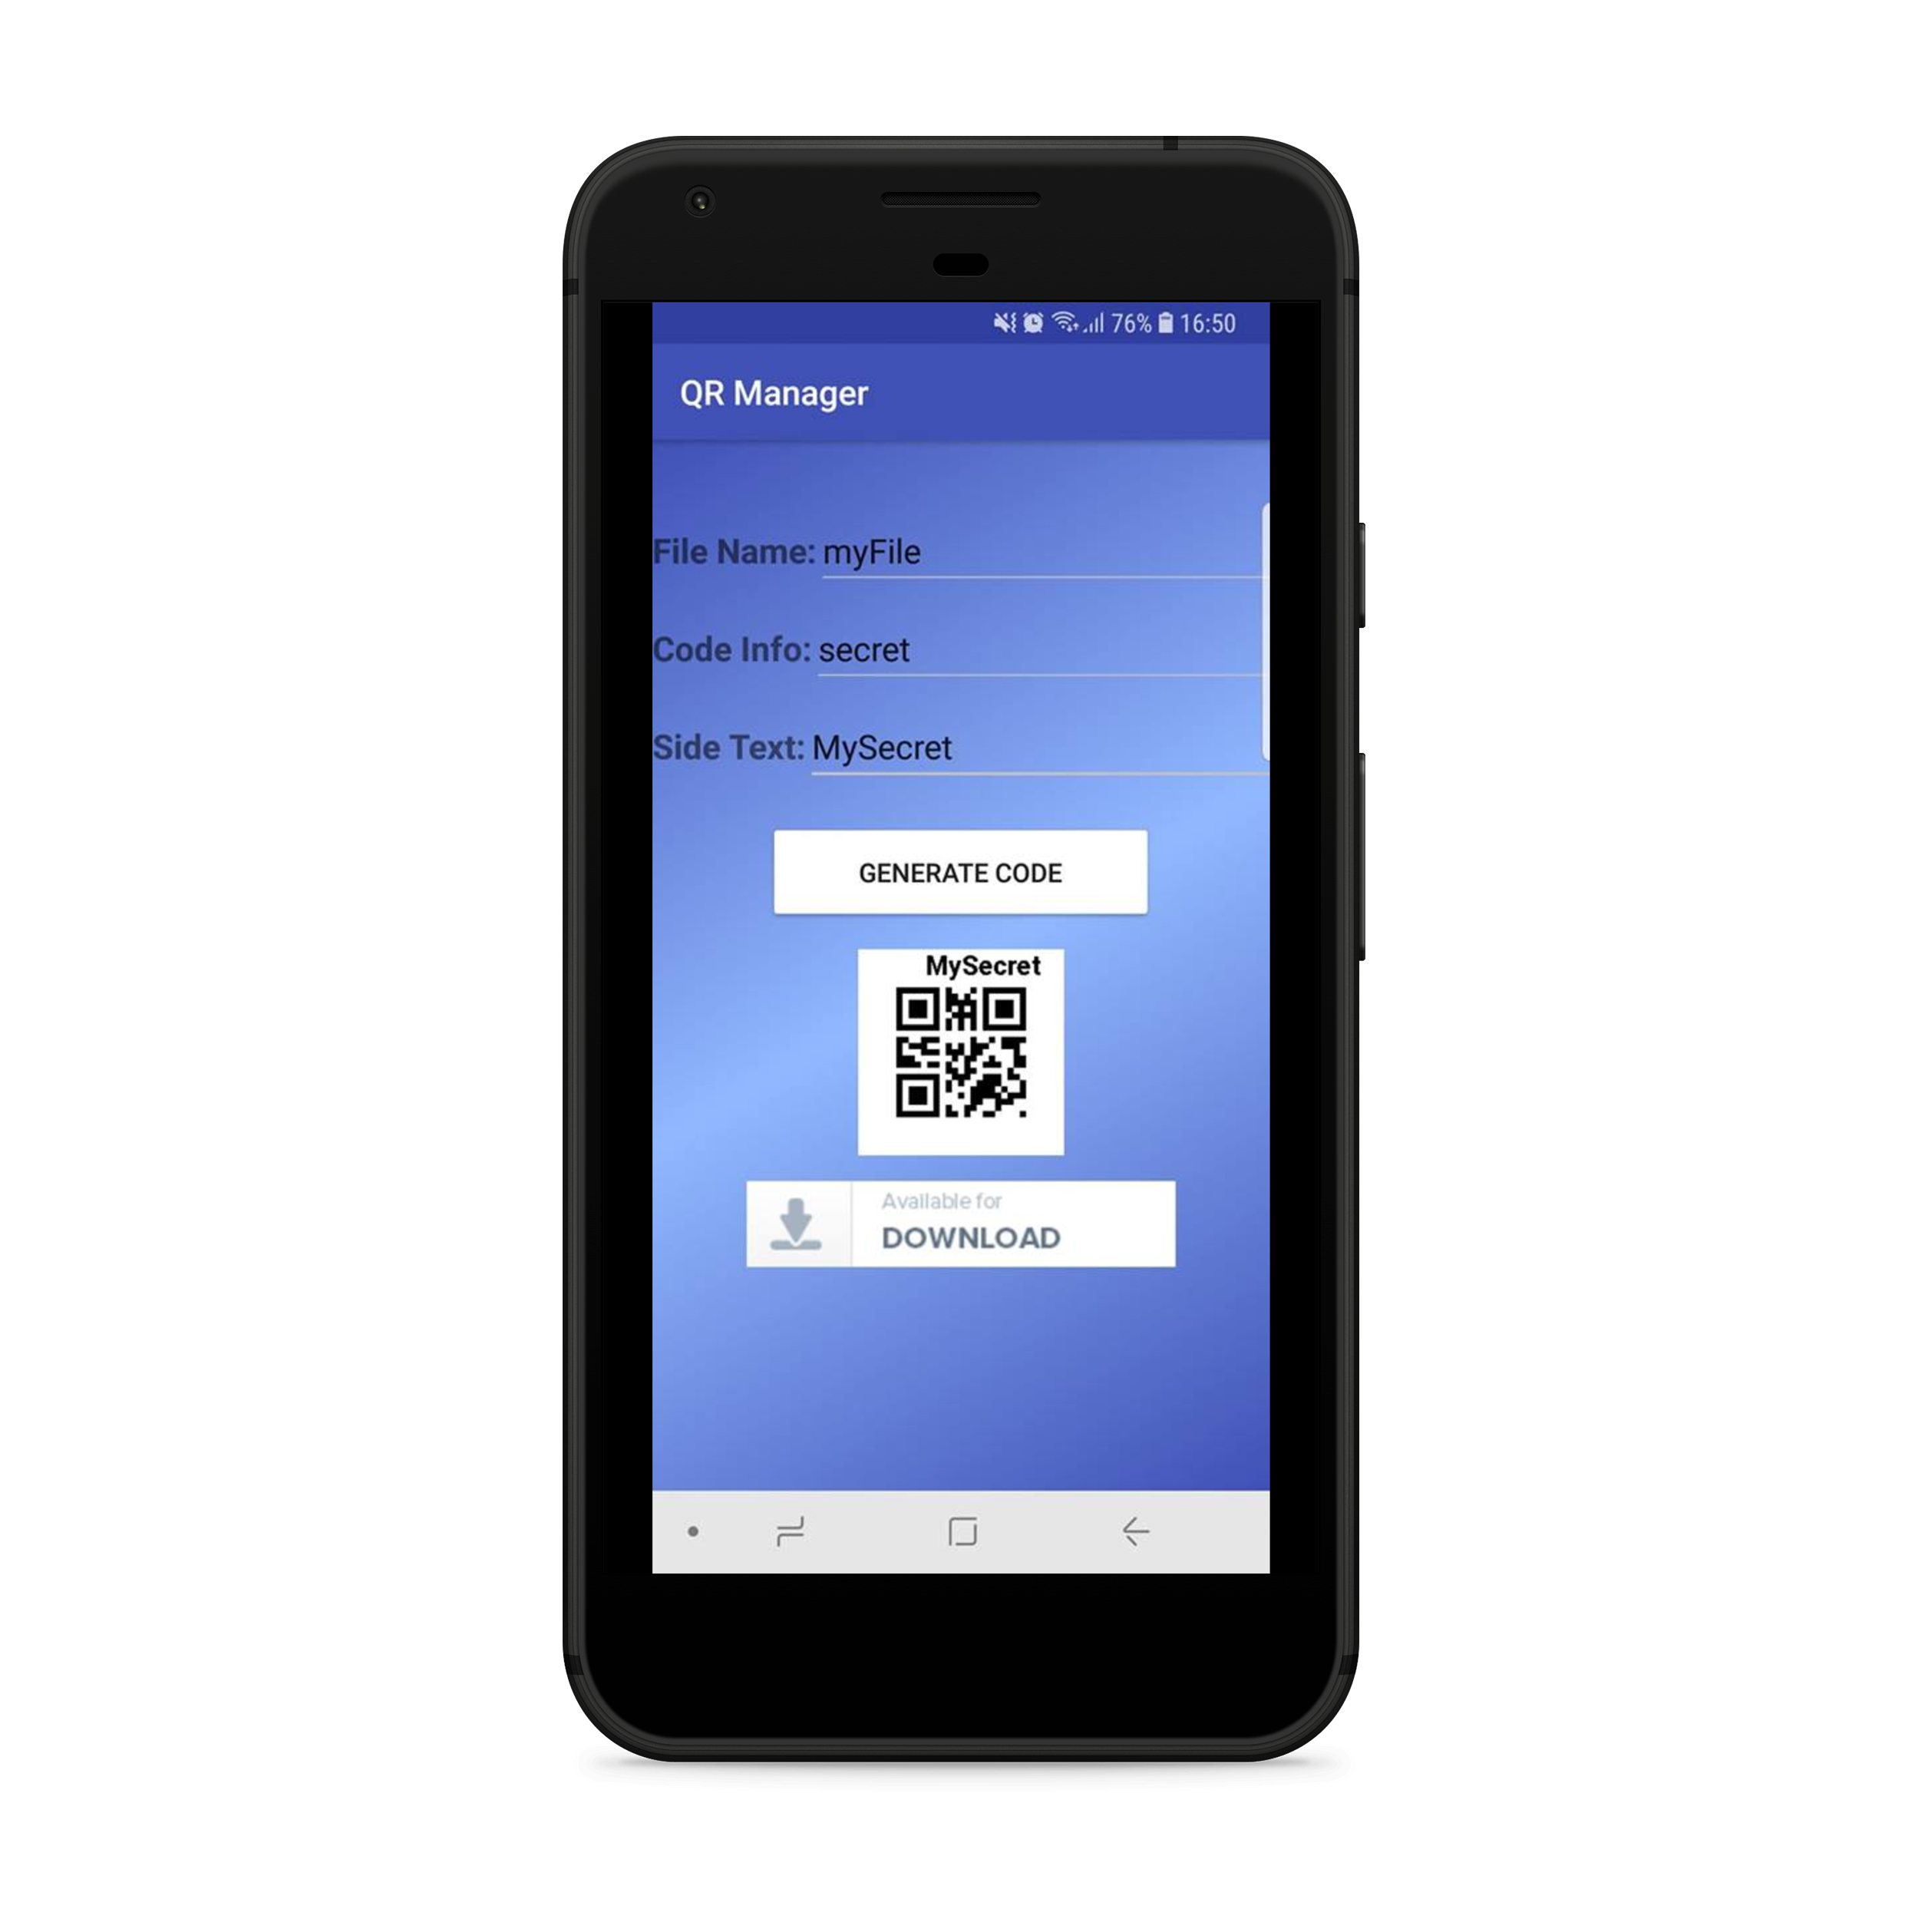 76% 16:50
QR Manager
File Name: myFile
Code Info: secret
Side Text: MySecret
GENERATE CODE
MySecret
Available for
DOWNLOAD